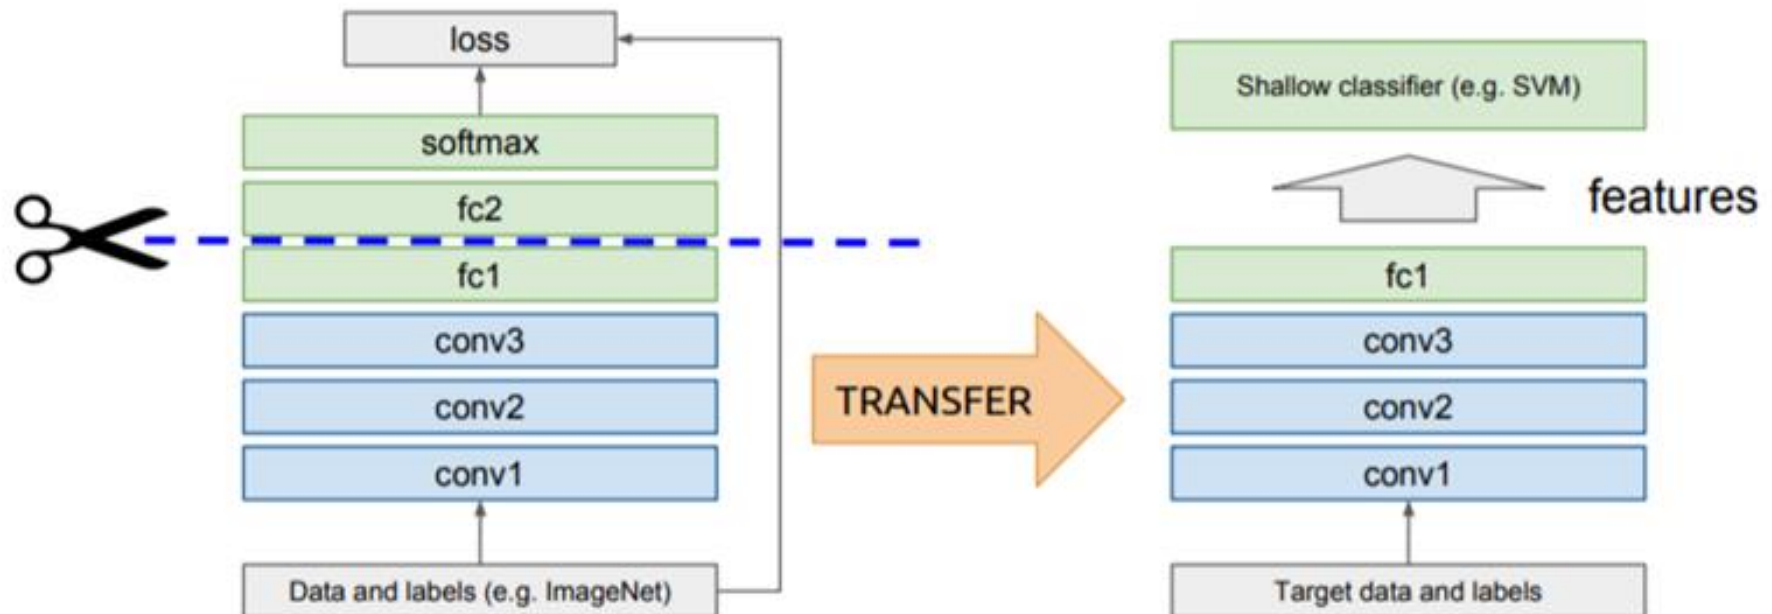 loss
softmax
fc2
fc1
conv3
conv2
conv1
Data and labels (e.g. ImageNet)
TRANSFER
Shallow classifier (e.g. SVM)
features
fc1
conv3
conv2
conv1
Target data and labels